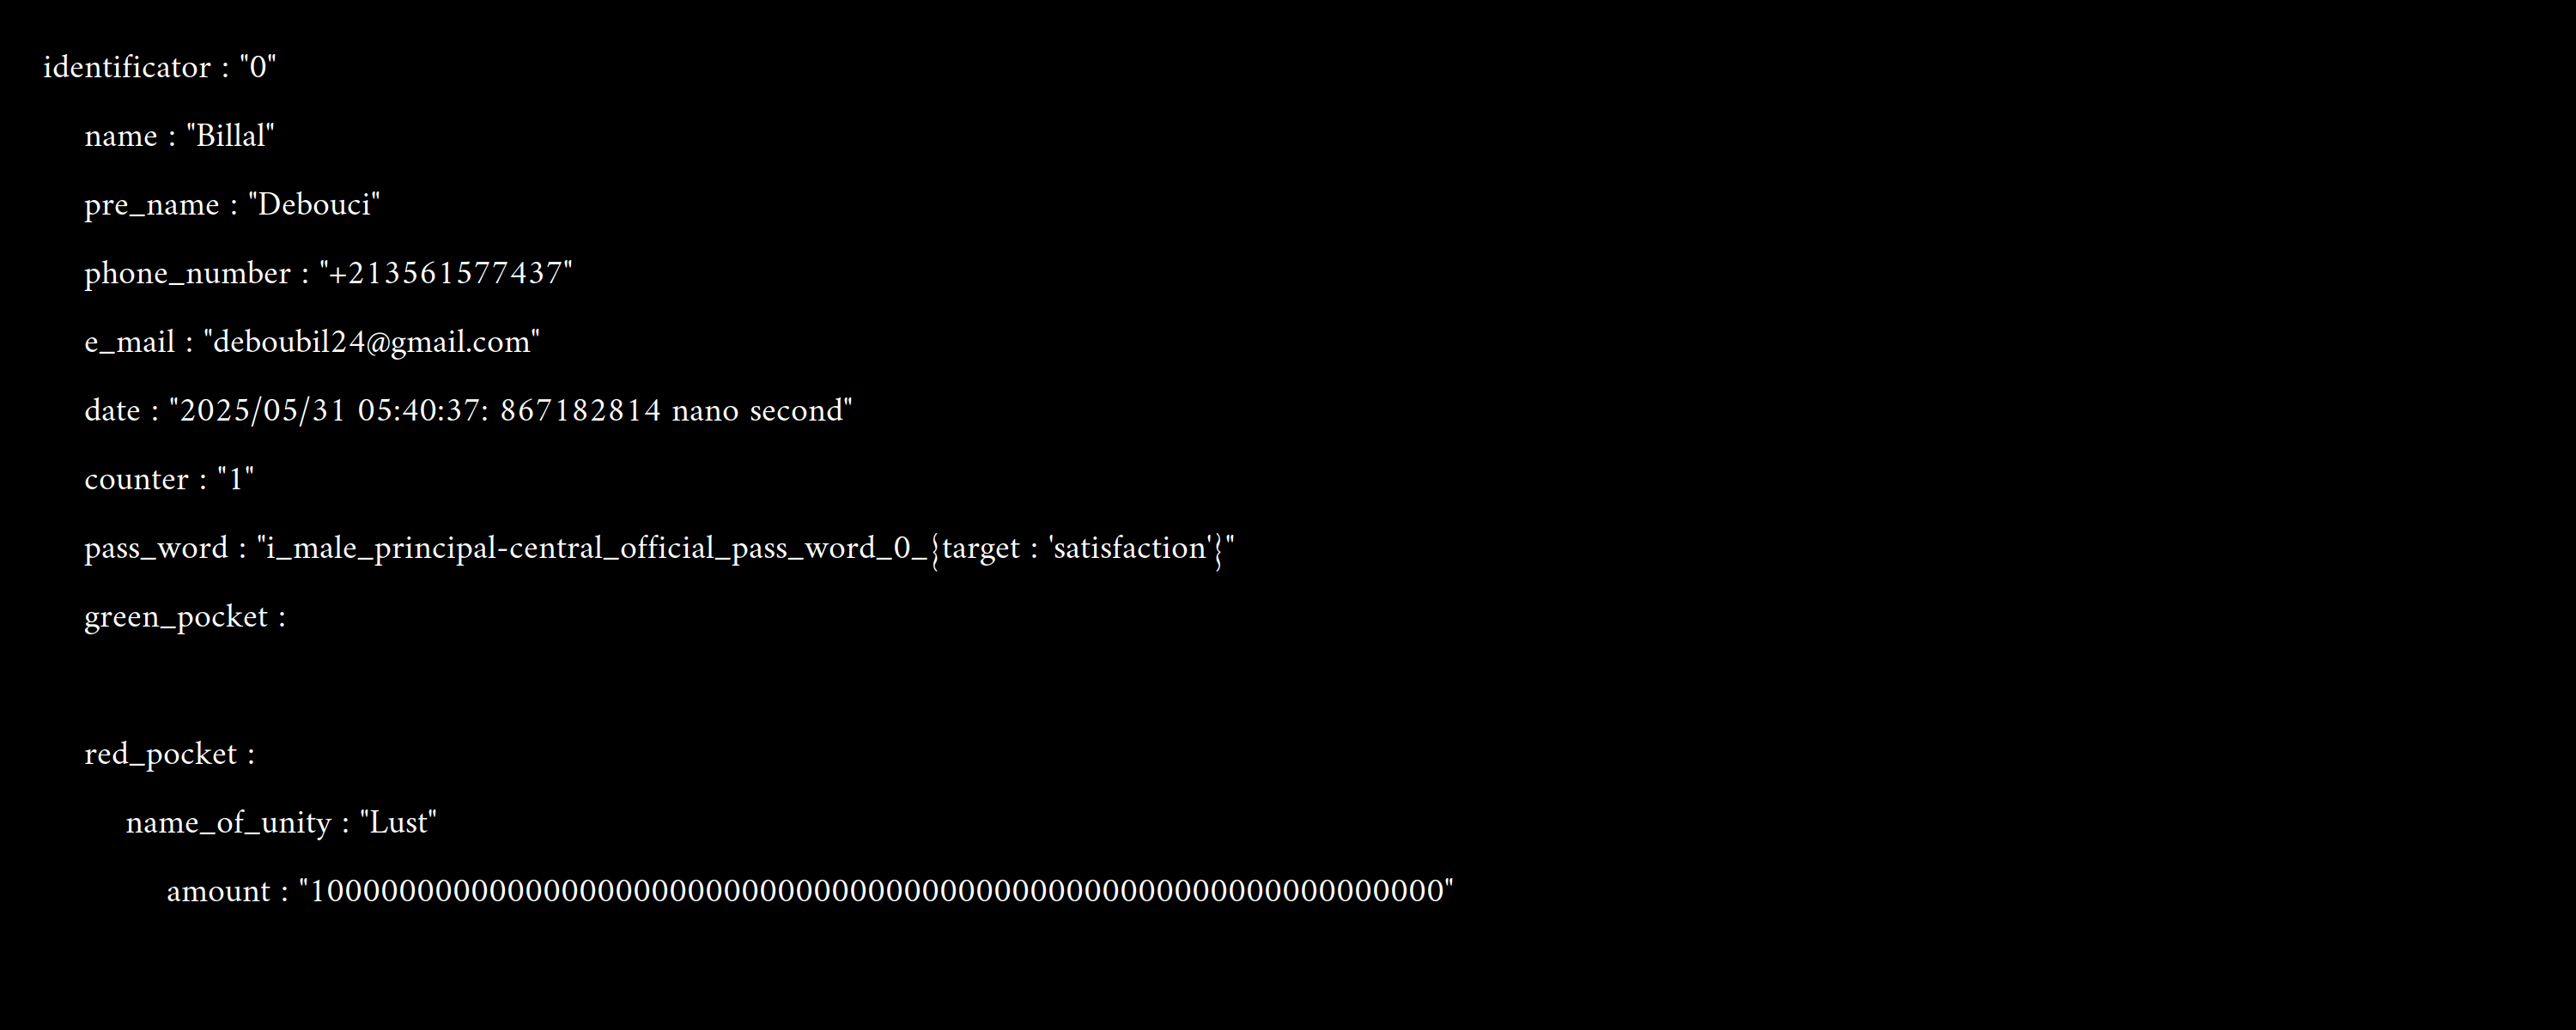 identificator : "0"
name : "Billal"
pre_name : "Debouci"
phone_number : "+213561577437"
e_mail : "deboubil24@gmail.com"
date : "2025/05/31 05:40:37: 867182814 nano second"
counter : "1"
pass_word : "i_male_principal-central_official_pass_word_0_{target : 'satisfaction'}"
green_pocket :
red_pocket :
name_of_unity : "Lust"
amount : "100000000000000000000000000000000000000000000000000000000000000"